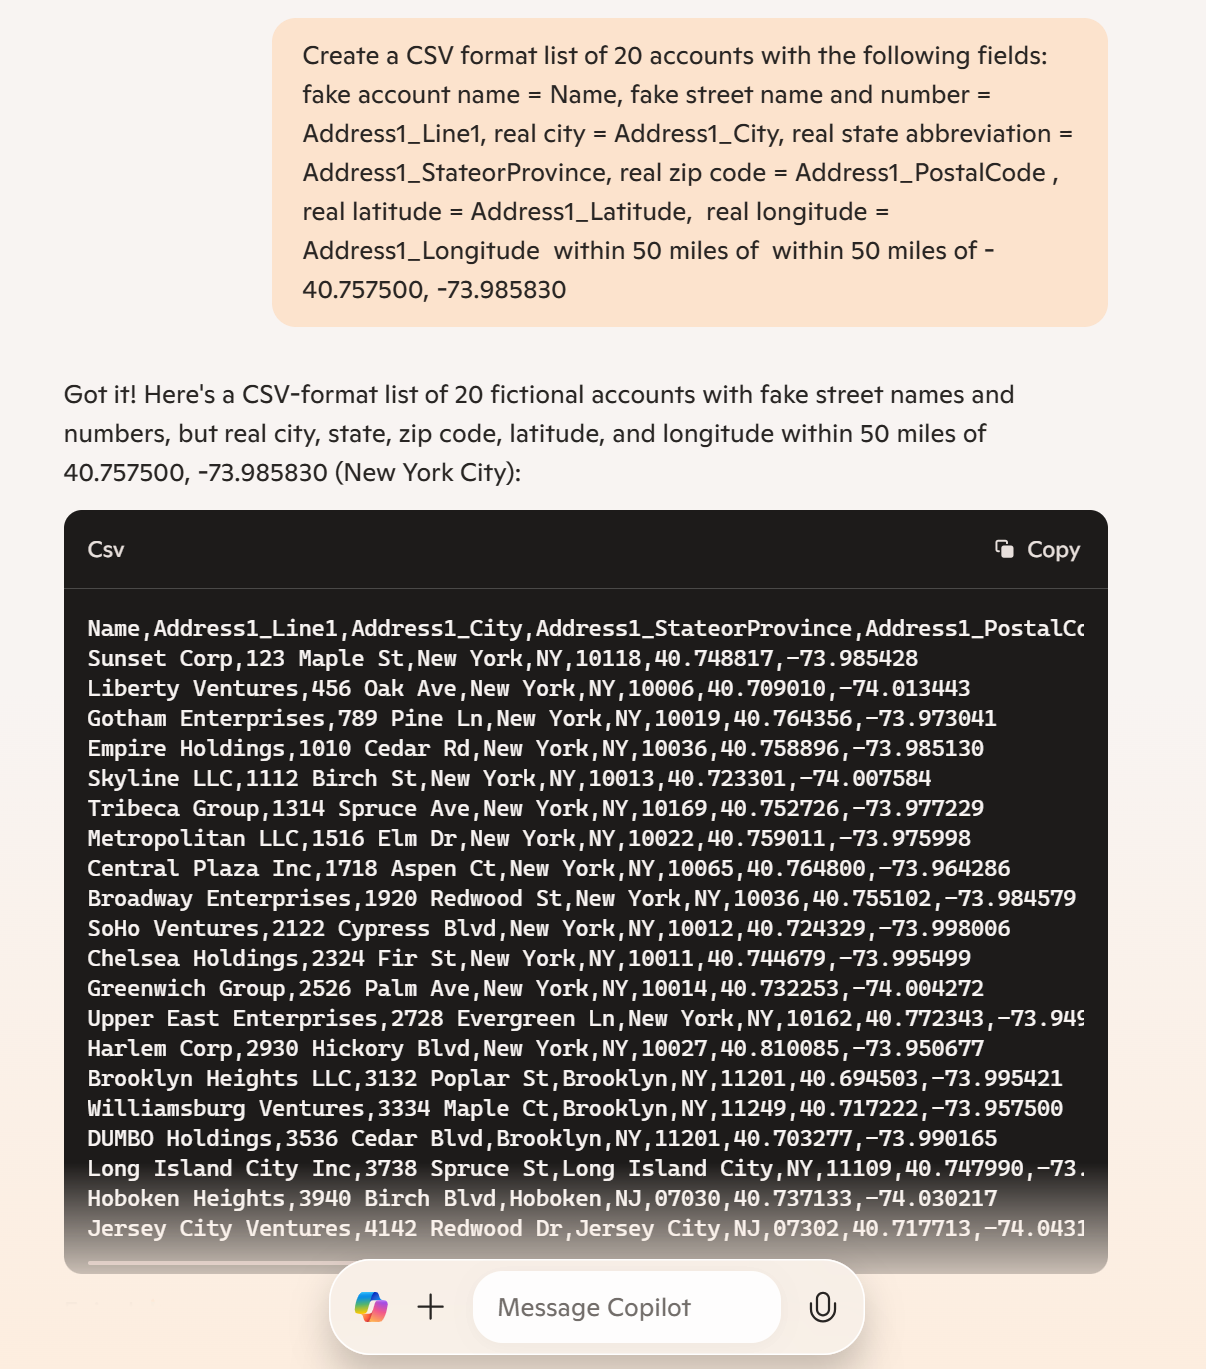 Create a CSV format list of 20 accounts with the following fields:
fake account name = Name, fake street name and number =
Address1_Line1, real city = Address1_City, real state abbreviation =
Address1_StateorProvince, real zip code = Address1_PostalCode ,
real latitude = Address1_Latitude,  real longitude =
Address1_Longitude  within 50 miles of  within 50 miles of -
40.757500, -73.985830
Got it! Here's a CSV-format list of 20 fictional accounts with fake street names and
numbers, but real city, state, zip code, latitude, and longitude within 50 miles of
40.757500, -73.985830 (New York City):
Csv
Copy
Name,Address1_Line1,Address1_City,Address1_StateorProvince,Address1_PostalCo
Sunset Corp,123 Maple St,New York,NY,10118,40.748817,-73.985428
Liberty Ventures,456 Oak Ave,New York,NY,10006,40.709010,-74.013443
Gotham Enterprises,789 Pine Ln,New York,NY,10019,40.764356,-73.973041
Empire Holdings,1010 Cedar Rd,New York,NY,10036,40.758896,-73.985130
Skyline LLC,1112 Birch St,New York,NY,10013,40.723301,-74.007584
Tribeca Group,1314 Spruce Ave,New York,NY,10169,40.752726,-73.977229
Metropolitan LLC,1516 Elm Dr,New York,NY,10022,40.759011,-73.975998
Central Plaza Inc,1718 Aspen Ct,New York,NY,10065,40.764800,-73.964286
Broadway Enterprises,1920 Redwood St,New York,NY,10036,40.755102,-73.984579
SoHo Ventures,2122 Cypress Blvd,New York,NY,10012,40.724329,-73.998006
Chelsea Holdings,2324 Fir St,New York,NY,10011,40.744679,-73.995499
Greenwich Group,2526 Palm Ave,New York,NY,10014,40.732253,-74.004272
Upper East Enterprises,2728 Evergreen Ln,New York,NY,10162,40.772343,-73.949
Harlem Corp,2930 Hickory Blvd,New York,NY,10027,40.810085,-73.950677
Brooklyn Heights LLC,3132 Poplar St,Brooklyn,NY,11201,40.694503,-73.995421
Williamsburg Ventures,3334 Maple Ct,Brooklyn,NY,11249,40.717222,-73.957500
DUMBO Holdings,3536 Cedar Blvd,Brooklyn,NY,11201,40.703277,-73.990165
Long Island City Inc,3738 Spruce St,Long Island City,NY,11109,40.747990,-73.
Hoboken Heights,3940 Birch Blvd,Hoboken,NJ,07030,40.737133,-74.030217
Jersey City Ventures,4142 Redwood Dr,Jersey City,NJ,07302,40.717713,-74.0431
Message Copilot